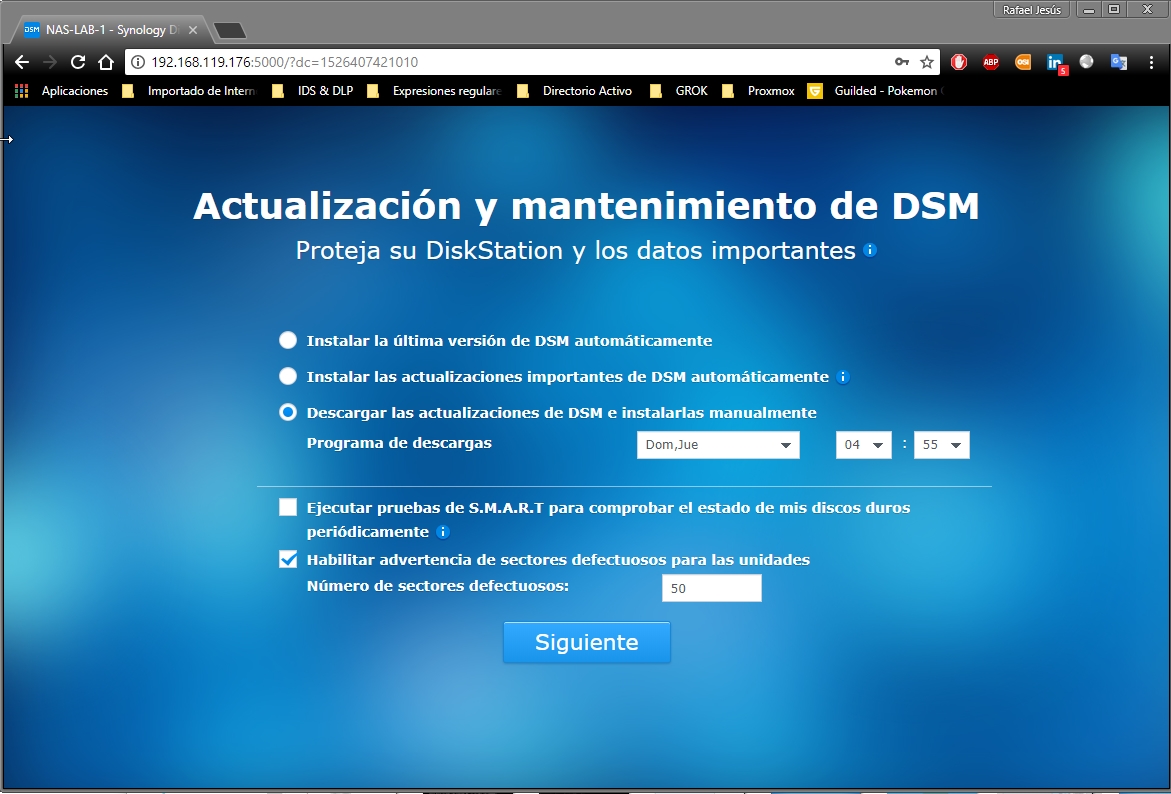 Rafael Jesús
DSM NAS-LAB-1 - Synology D
192.168.119.176:5000/?dc=1526407421010
ABP
in 5
Aplicaciones Importado de Intern IDS & DLP Expresiones regulare Directorio Activo GROK Proxmox Guilded - Pokemon
Actualización y mantenimiento de DSM
Proteja su DiskStation y los datos importantes i
Instalar la última versión de DSM automáticamente
Instalar las actualizaciones importantes de DSM automáticamente i
Descargar las actualizaciones de DSM e instalarlas manualmente
Programa de descargas Dom,Jue 04 : 55
Ejecutar pruebas de S.M.A.R.T para comprobar el estado de mis discos duros
periódicamente i
Habilitar advertencia de sectores defectuosos para las unidades
Número de sectores defectuosos: 50
Siguiente